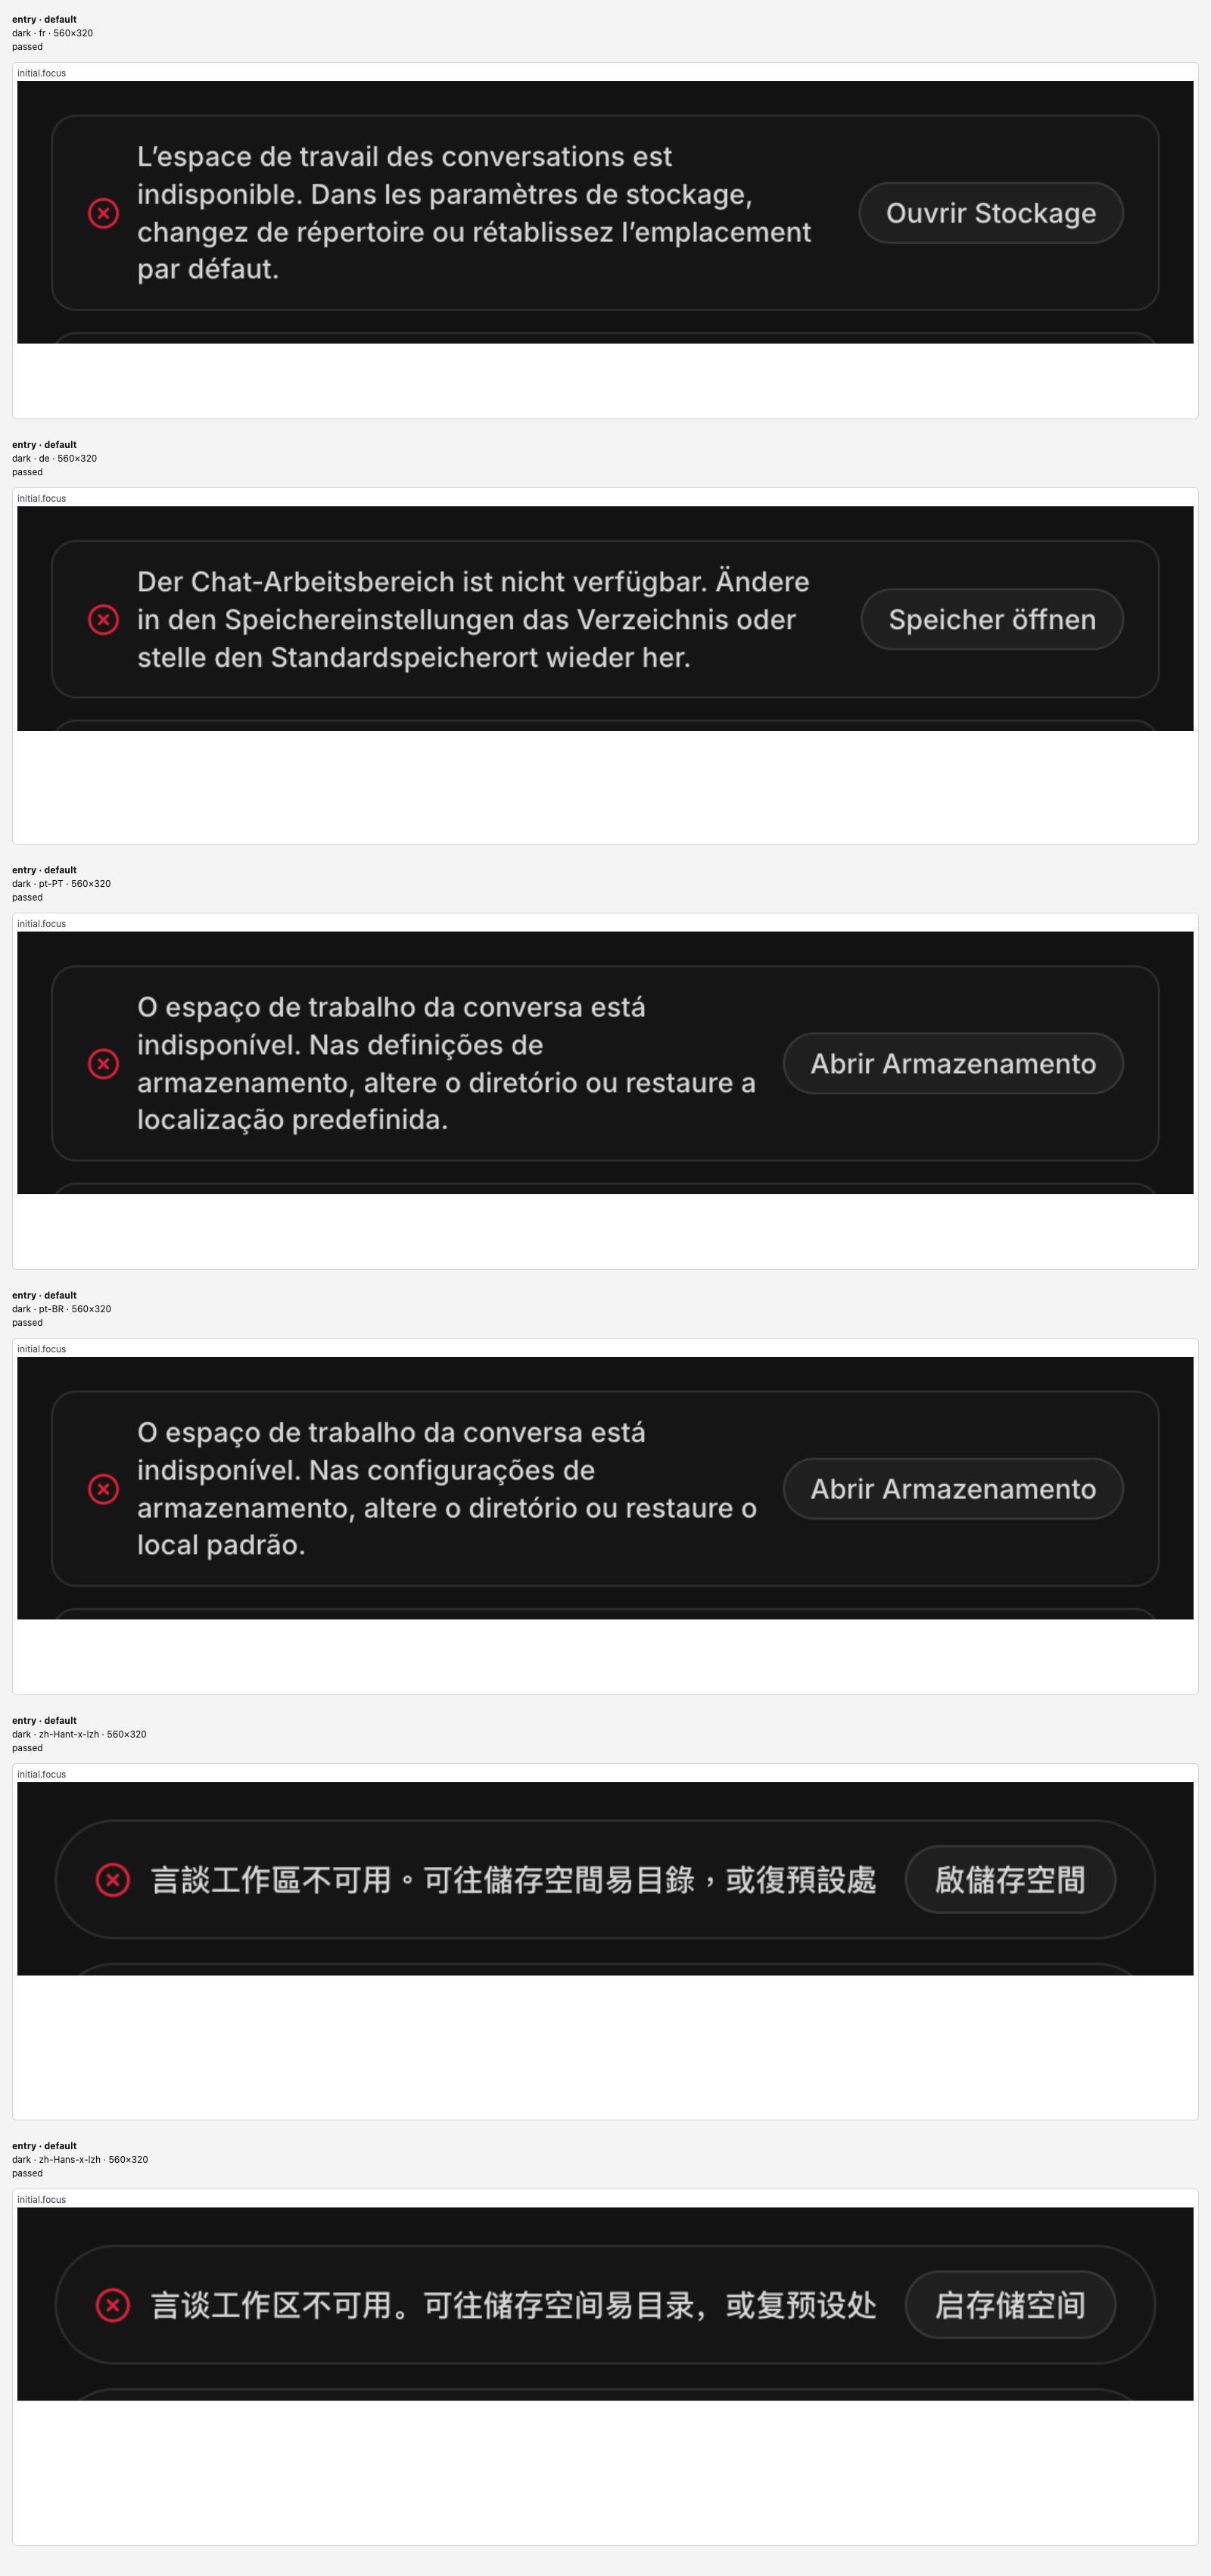 entry · default
dark · fr · 560×320
passed
initial.focus
L’espace de travail des conversations est
indisponible. Dans les paramètres de stockage,
changez de répertoire ou rétablissez l’emplacement
par défaut.
Ouvrir Stockage
entry · default
dark · de · 560×320
passed
initial.focus
Der Chat-Arbeitsbereich ist nicht verfügbar. Ändere
in den Speichereinstellungen das Verzeichnis oder
stelle den Standardspeicherort wieder her.
Speicher öffnen
entry · default
dark · pt-PT · 560×320
passed
initial.focus
O espaço de trabalho da conversa está
indisponível. Nas definições de
armazenamento, altere o diretório ou restaure a
localização predefinida.
Abrir Armazenamento
entry · default
dark · pt-BR · 560×320
passed
initial.focus
O espaço de trabalho da conversa está
indisponível. Nas configurações de
armazenamento, altere o diretório ou restaure o
local padrão.
Abrir Armazenamento
entry · default
dark · zh-Hant-x-lzh · 560×320
passed
initial.focus
言談工作區不可用。可往儲存空間易目錄，或復預設處
啟儲存空間
entry · default
dark · zh-Hans-x-lzh · 560×320
passed
initial.focus
言谈工作区不可用。可往储存空间易目录，或复预设处
启存储空间